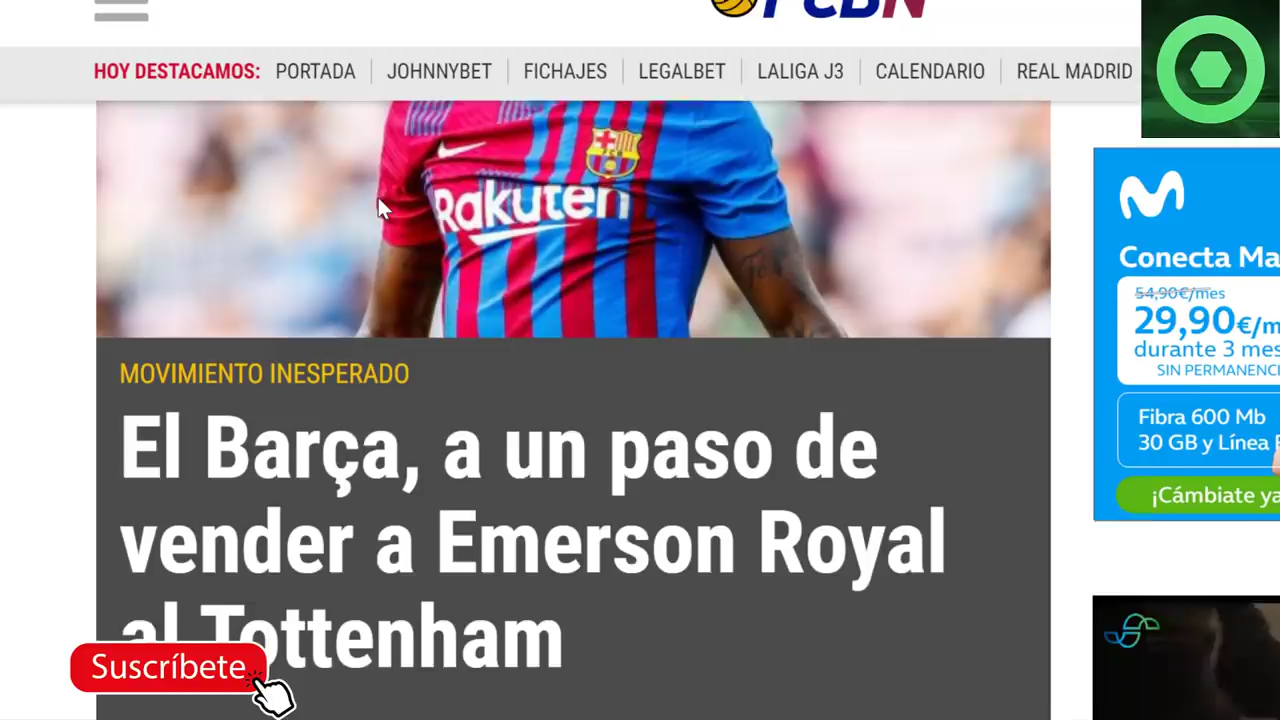 FCBN
HOY DESTACAMOS: PORTADA JOHNNYBET FICHAJES LEGALBET LALIGA J3 CALENDARIO REAL MADRID
Rakuten
MOVIMIENTO INESPERADO
El Barça, a un paso de
vender a Emerson Royal
al Tottenham
Suscríbete
Conecta Ma
54,90€/mes
29,90€/m
durante 3 mes
SIN PERMANENCI
Fibra 600 Mb
30 GB y Línea
¡Cámbiate ya